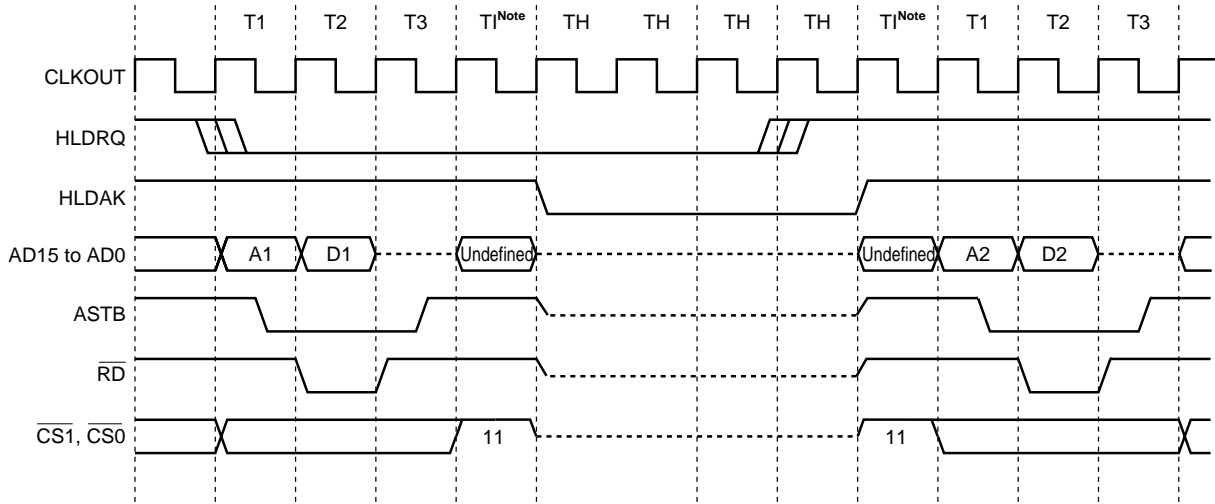 T1 T2 T3 TI^Note TH TH TH TH TI^Note T1 T2 T3
CLKOUT
HLDRQ
HLDAK
AD15 to AD0 A1 D1 Undefined Undefined A2 D2
ASTB
RD
CS1, CS0 11 11